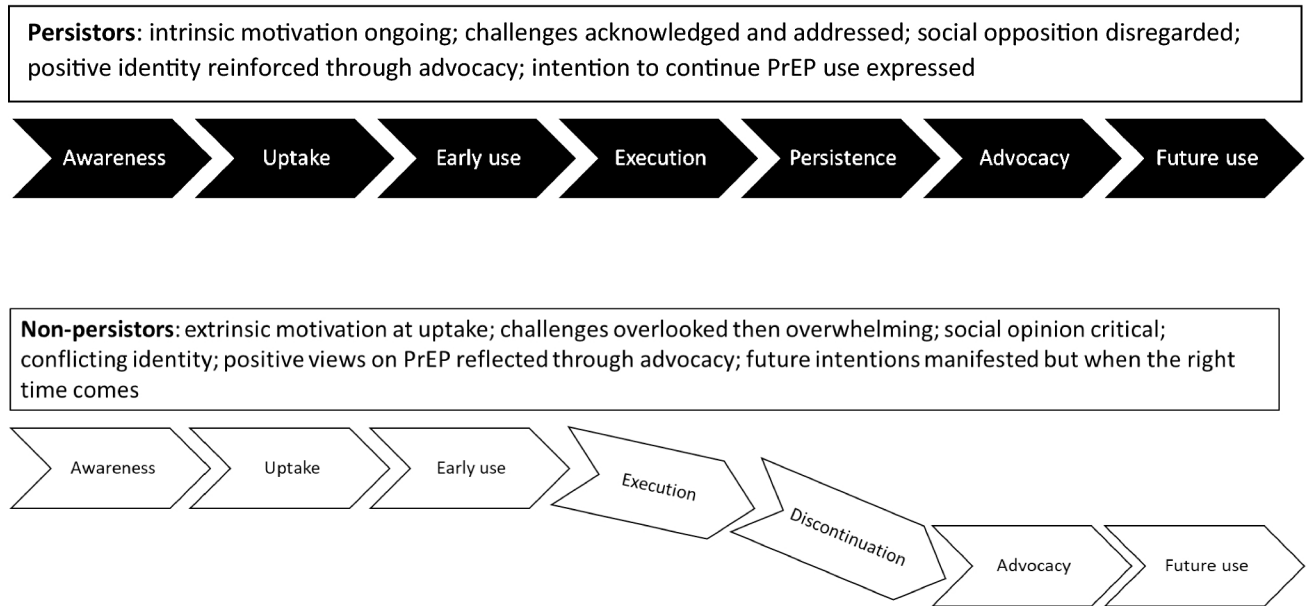 Persistors: intrinsic motivation ongoing; challenges acknowledged and addressed; social opposition disregarded;
positive identity reinforced through advocacy; intention to continue PrEP use expressed
Awareness
Uptake
Early use
Execution
Persistence
Advocacy
Future use
Non-persistors: extrinsic motivation at uptake; challenges overlooked then overwhelming; social opinion critical;
conflicting identity; positive views on PrEP reflected through advocacy; future intentions manifested but when the right
time comes
Awareness
Uptake
Early use
Execution
Discontinuation
Advocacy
Future use